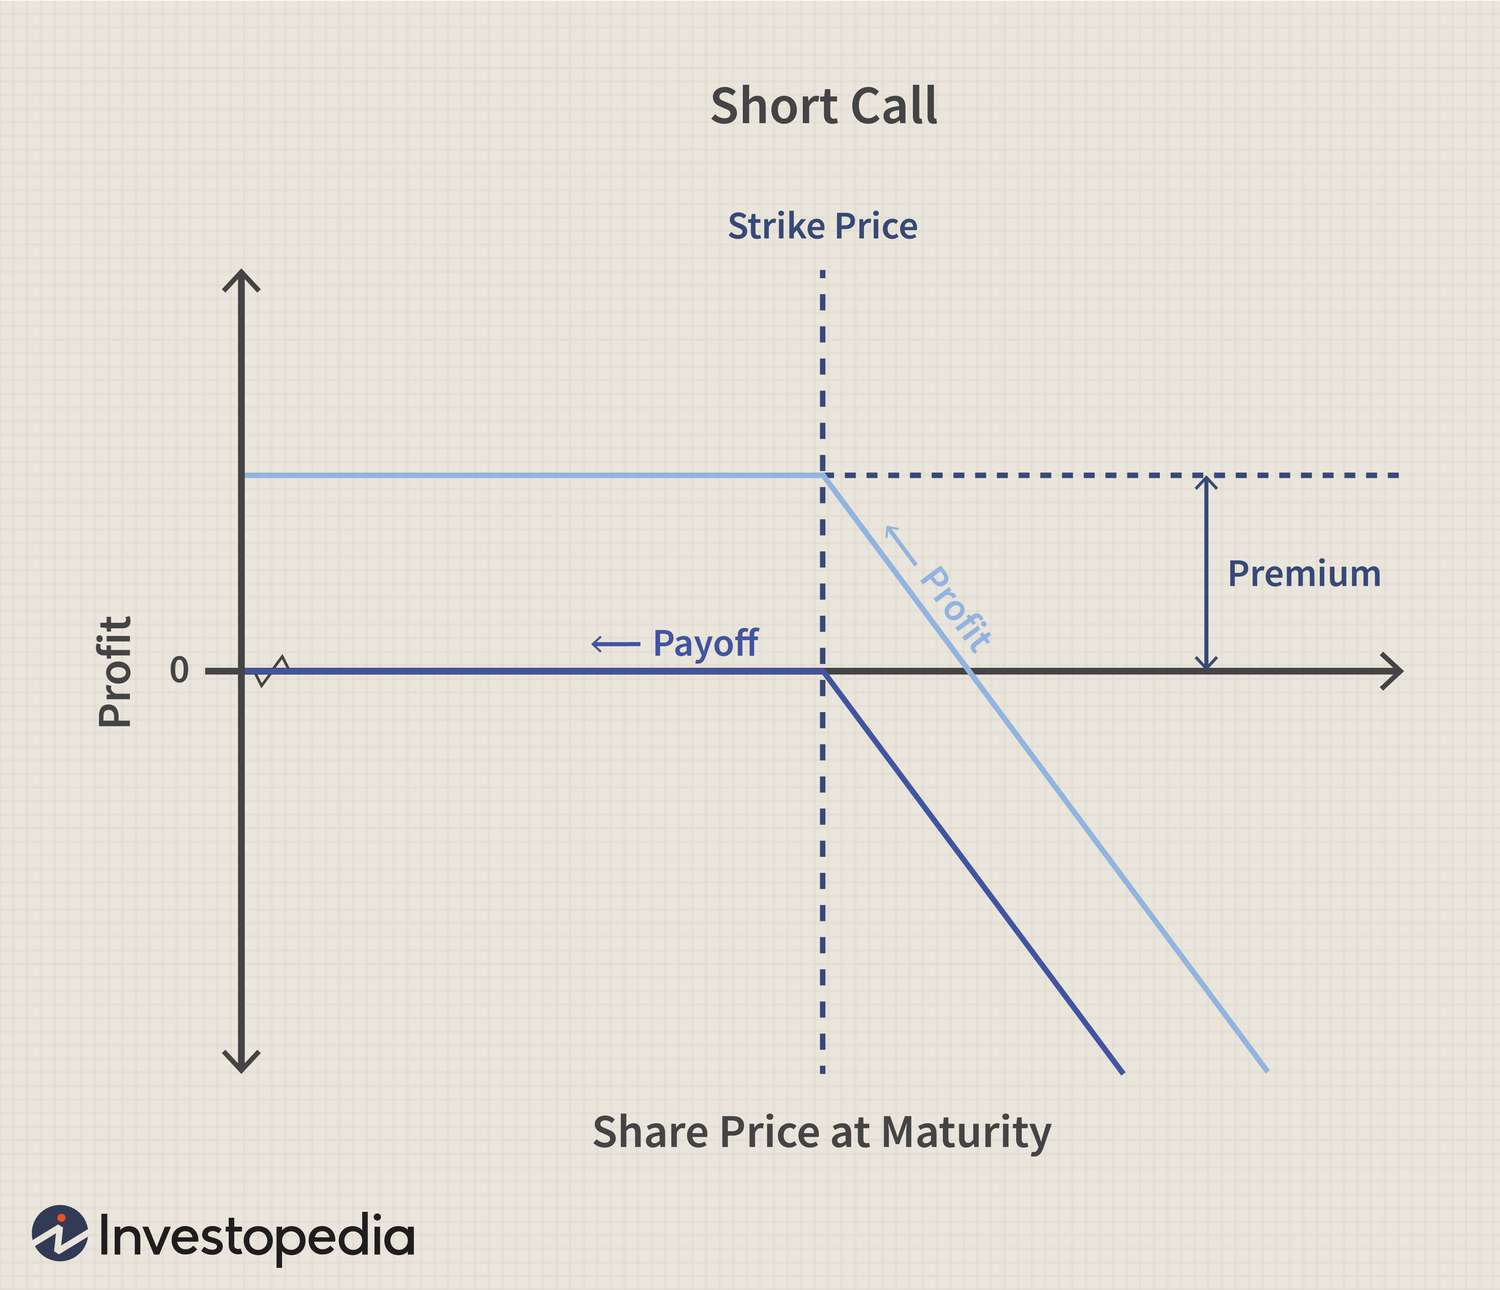 Short Call
Strike Price
Premium
Profit
Payoff
Profit
0
Share Price at Maturity
Investopedia